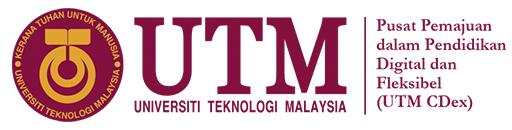 KERANA TUHAN UNTUK MANUSIA
UNIVERSITI TEKNOLOGI MALAYSIA
UTM
UNIVERSITI TEKNOLOGI MALAYSIA
Pusat Pemajuan
dalam Pendidikan
Digital dan
Fleksibel
(UTM CDex)